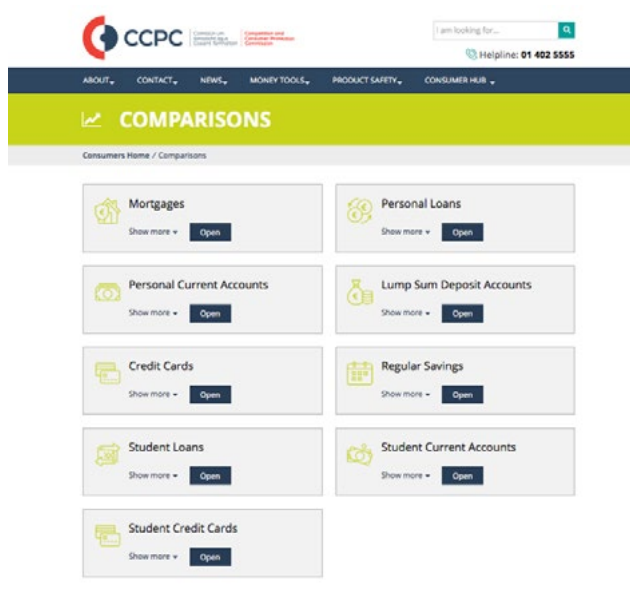 I am looking for...
CCPC
Competition and
Consumer Protection
Commission
Helpline: 01 402 5555
ABOUT CONTACT NEWS MONEY TOOLS PRODUCT SAFETY CONSUMER HUB
COMPARISONS
Consumers Home / Comparisons
Mortgages
Show more Open
Personal Loans
Show more Open
Personal Current Accounts
Show more Open
Lump Sum Deposit Accounts
Show more Open
Credit Cards
Show more Open
Regular Savings
Show more Open
Student Loans
Show more Open
Student Current Accounts
Show more Open
Student Credit Cards
Show more Open